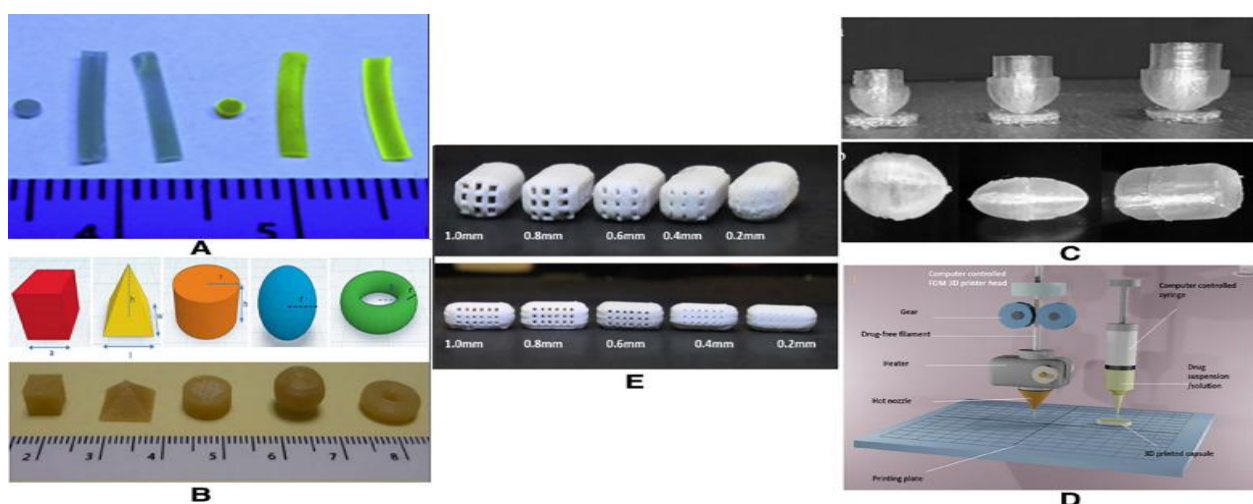 4 5
A
r r
h h
a l
2 3 4 5 6 7 8
B
1.0mm 0.8mm 0.6mm 0.4mm 0.2mm
1.0mm 0.8mm 0.6mm 0.4mm 0.2mm
E
C
Computer controlled
FDM 3D printer head
Computer controlled
syringe
Gear
Drug-free filament
Heater
Drug
suspension
/solution
Hot nozzle
3D printed capsule
Printing plate
D